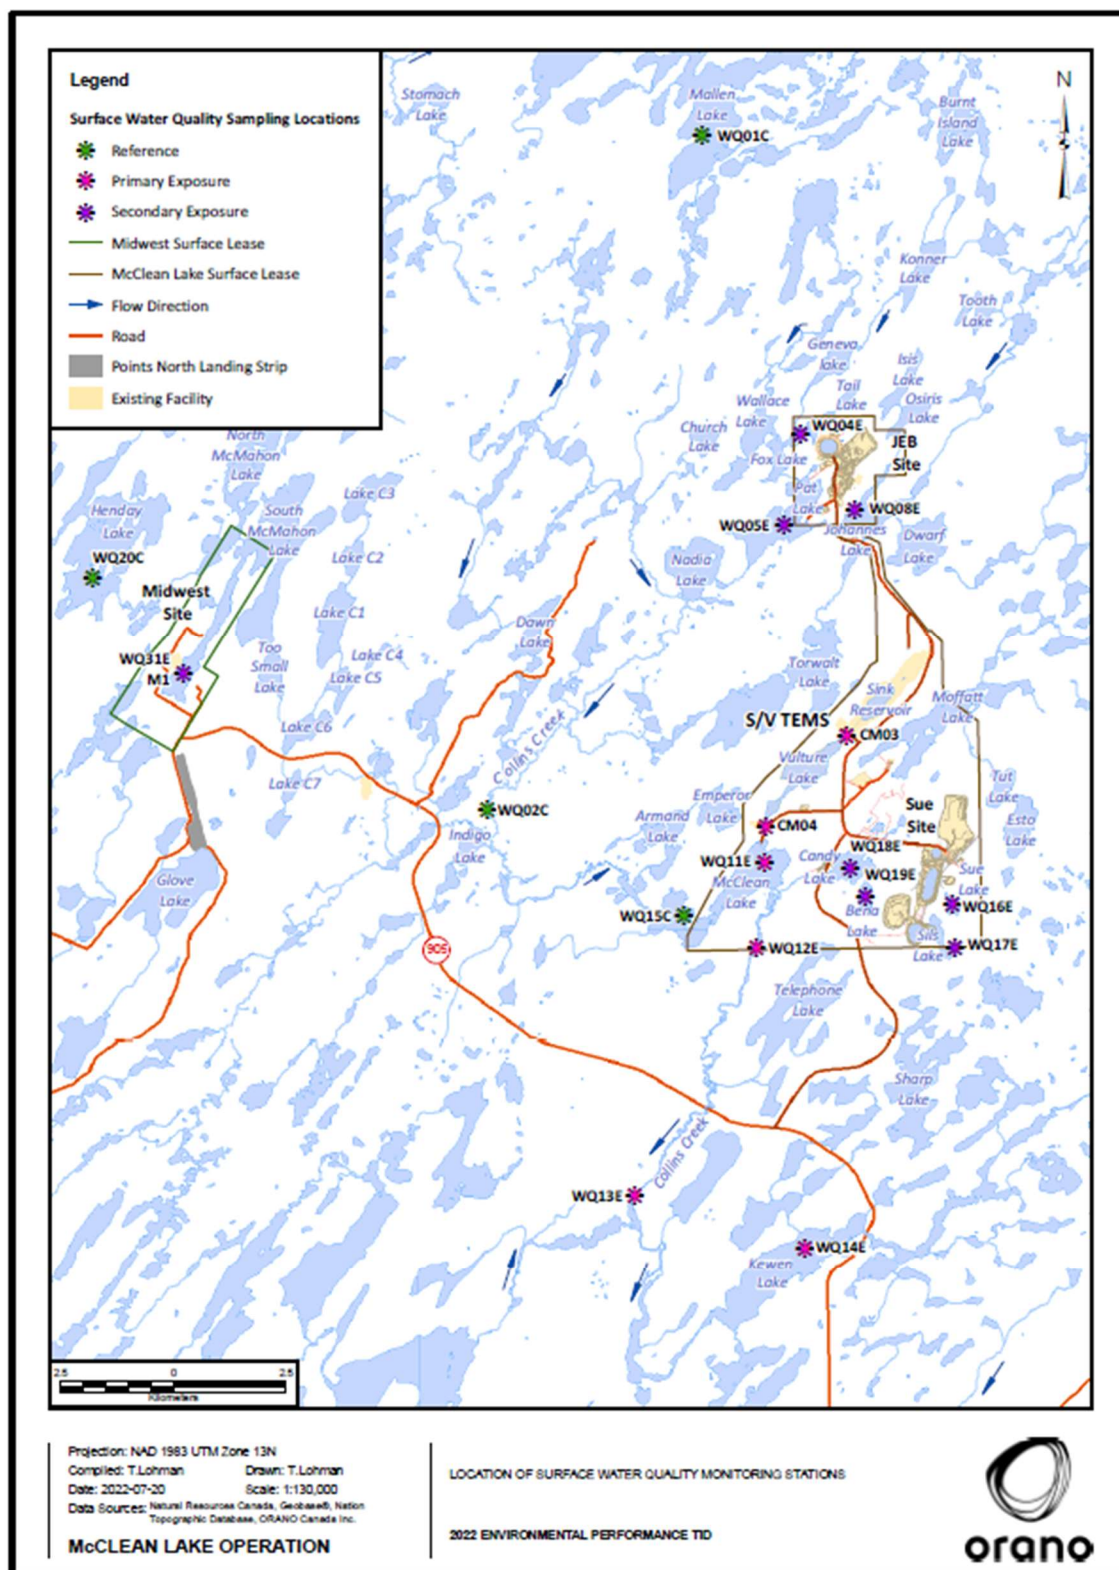 Legend
Surface Water Quality Sampling Locations
Reference
Primary Exposure
Secondary Exposure
Midwest Surface Lease
McClean Lake Surface Lease
Flow Direction
Road
Points North Landing Strip
Existing Facility
N
Stomach
Lake
Mallen
Lake
WQ01C
Burnt
Island
Lake
Konner
Lake
Tooth
Lake
Geneva
lake
Isis
Lake
Tail
Lake
Osiris
Lake
Wallace
Lake
Church
Lake
WQ04E
JEB
Site
Fox Lake
Pat
Lake
WQ08E
WQ05E
Johannes
Lake
Dwarf
Lake
Nadia
Lake
North
McMahon
Lake
Lake C3
South
McMahon
Lake
Henday
Lake
WQ20C
Lake C2
Midwest
Site
Lake C1
Too
Small
Lake
Lake C4
Lake C5
WQ31E
M1
Dawn
Lake
Torwalt
Lake
Sink
Reservoir
Moffatt
Lake
S/V TEMS
CM03
Lake C6
Collins Creek
Vulture
Lake
Lake C7
Tut
Lake
Emperor
Lake
Sue
Site
Esto
Lake
WQ02C
Armand
Lake
CM04
Indigo
Lake
WQ18E
WQ11E
Candy
Lake
WQ19E
Sue
Lake
McClean
Lake
Glove
Lake
WQ15C
Bena
Lake
WQ16E
Sils
Lake
WQ17E
WQ12E
905
Telephone
Lake
Sharp
Lake
Collins Creek
WQ13E
WQ14E
Kewen
Lake
2.5 0 2.5
Kilometers
Projection: NAD 1983 UTM Zone 13N
Compiled: T.Lohman Drawn: T.Lohman
Date: 2022-07-20 Scale: 1:130,000
Data Sources: Natural Resources Canada, Geobase®, Nation
Topographic Database, ORANO Canada Inc.
McCLEAN LAKE OPERATION
LOCATION OF SURFACE WATER QUALITY MONITORING STATIONS
2022 ENVIRONMENTAL PERFORMANCE TID
orano